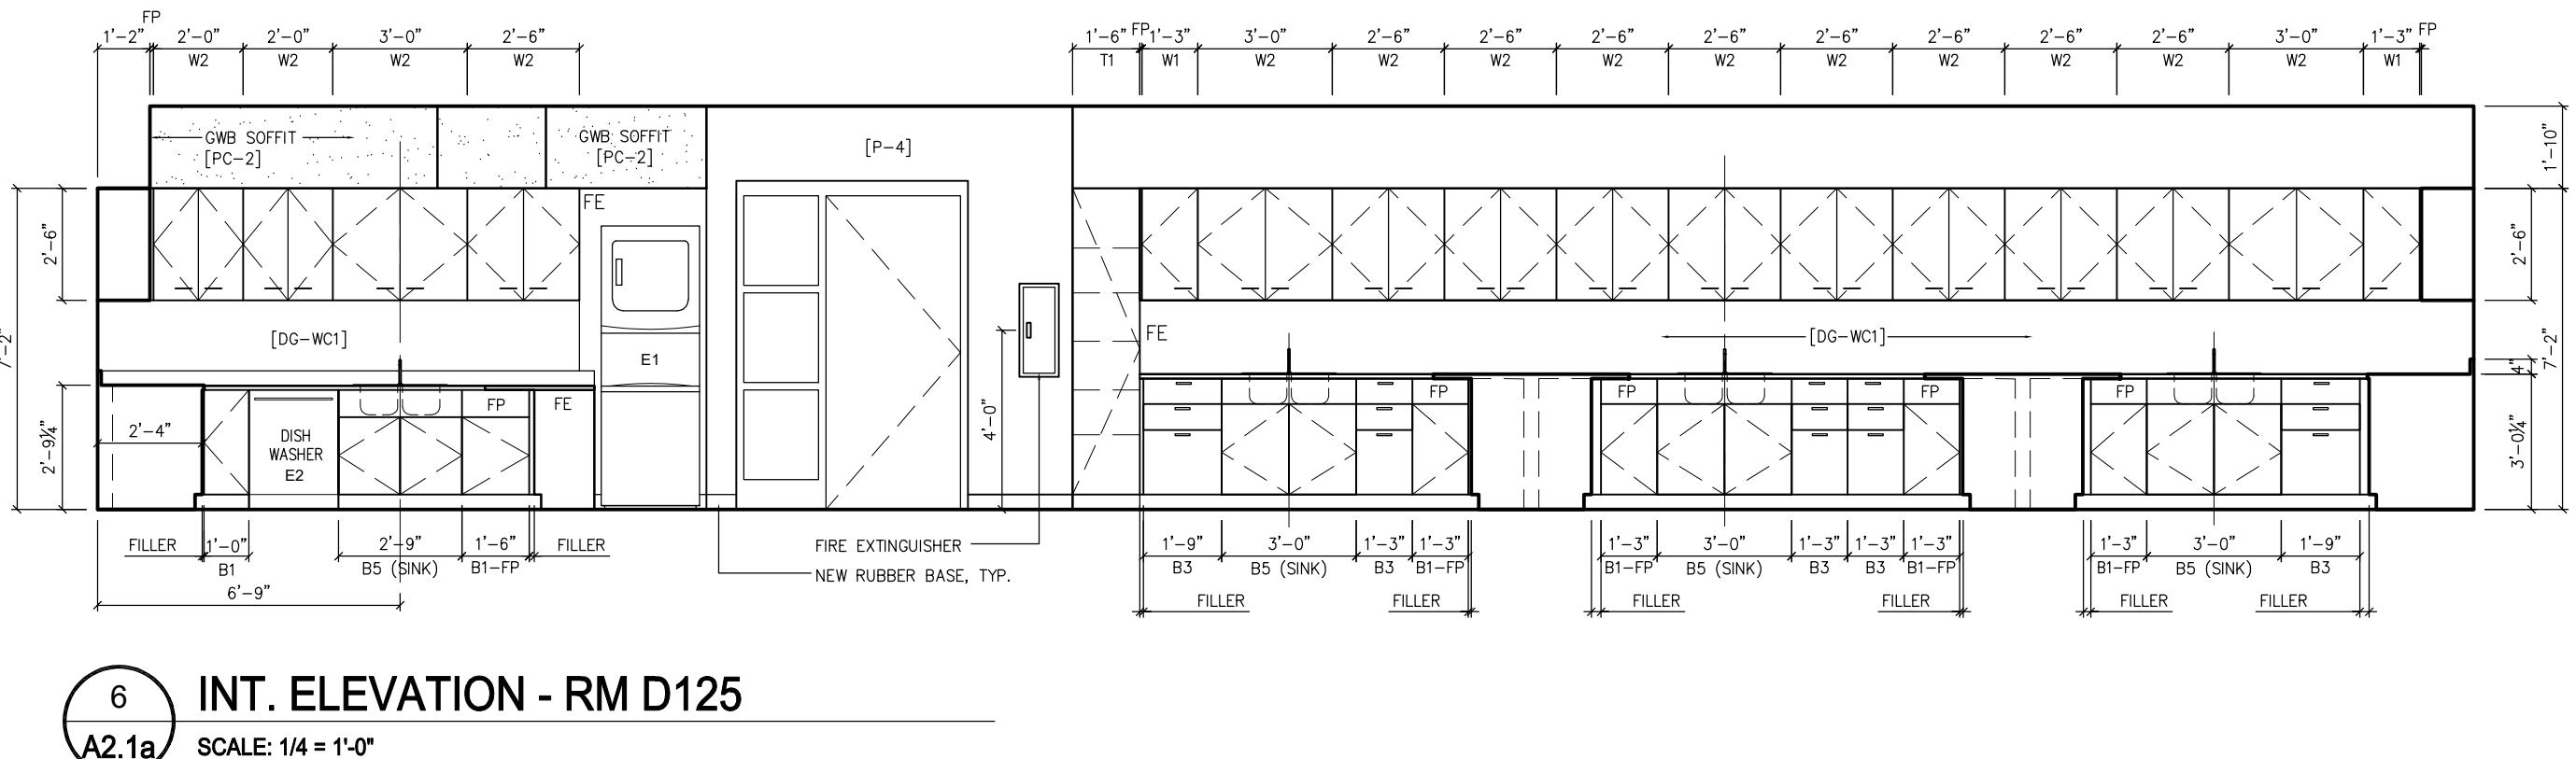 FP
1'-2" 2'-0" 2'-0" 3'-0" 2'-6"
W2 W2 W2 W2
FP FP
1'-6" 1'-3" 3'-0" 2'-6" 2'-6" 2'-6" 2'-6" 2'-6" 2'-6" 2'-6" 2'-6" 3'-0" 1'-3"
T1 W1 W2 W2 W2 W2 W2 W2 W2 W2 W2 W2 W1
GWB SOFFIT
[PC-2]
GWB SOFFIT
[PC-2]
[P-4]
1'-10"
FE
2'-6"
2'-6"
7'-2"
[DG-WC1]
E1
FE
[DG-WC1]
7'-2"
4"
4'-0"
2'-9¼"
2'-4"
DISH
WASHER
E2
FP
FE
FP FP FP FP
3'-0¼"
FILLER 1'-0" 2'-9" 1'-6" FILLER
B1 B5 (SINK) B1-FP
6'-9"
FIRE EXTINGUISHER
NEW RUBBER BASE, TYP.
1'-9" 3'-0" 1'-3" 1'-3" 1'-3" 3'-0" 1'-3" 1'-3" 1'-3" 1'-3" 3'-0" 1'-9"
B3 B5 (SINK) B3 B1-FP B1-FP B5 (SINK) B3 B3 B1-FP B1-FP B5 (SINK) B3
FILLER FILLER FILLER FILLER FILLER FILLER
6
A2.1a
INT. ELEVATION - RM D125
SCALE: 1/4 = 1'-0"